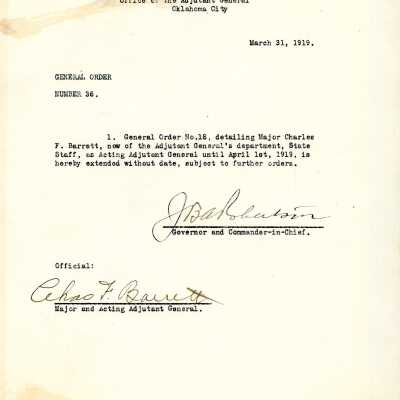 Office of The Adjutant General
Oklahoma City
March 31, 1919.
GENERAL ORDER
NUMBER 36.
1. General Order No.18, detailing Major Charles
F. Barrett, now of the Adjutant General's department, State
Staff, as Acting Adjutant General until April 1st, 1919, is
hereby extended without date, subject to further orders.
J B A Robertson
Governor and Commander-in-Chief.
Official:
Chas F. Barrett
Major and Acting Adjutant General.